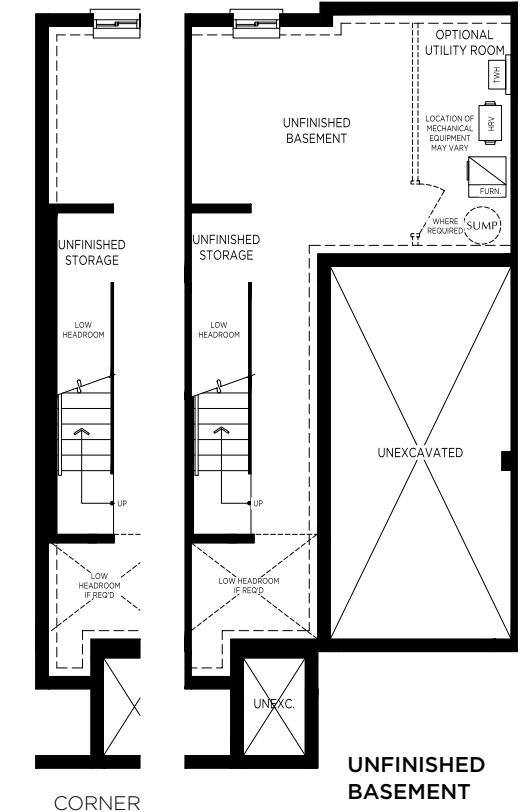 OPTIONAL
UTILITY ROOM
TWH
UNFINISHED
BASEMENT
LOCATION OF
MECHANICAL
EQUIPMENT
MAY VARY
HRV
FURN.
WHERE
REQUIRED
SUMP
UNFINISHED
STORAGE
UNFINISHED
STORAGE
LOW
HEADROOM
LOW
HEADROOM
UNEXCAVATED
UP
UP
LOW
HEADROOM
IF REQ'D
LOW HEADROOM
IF REQ'D
UNEXC.
UNFINISHED
BASEMENT
CORNER